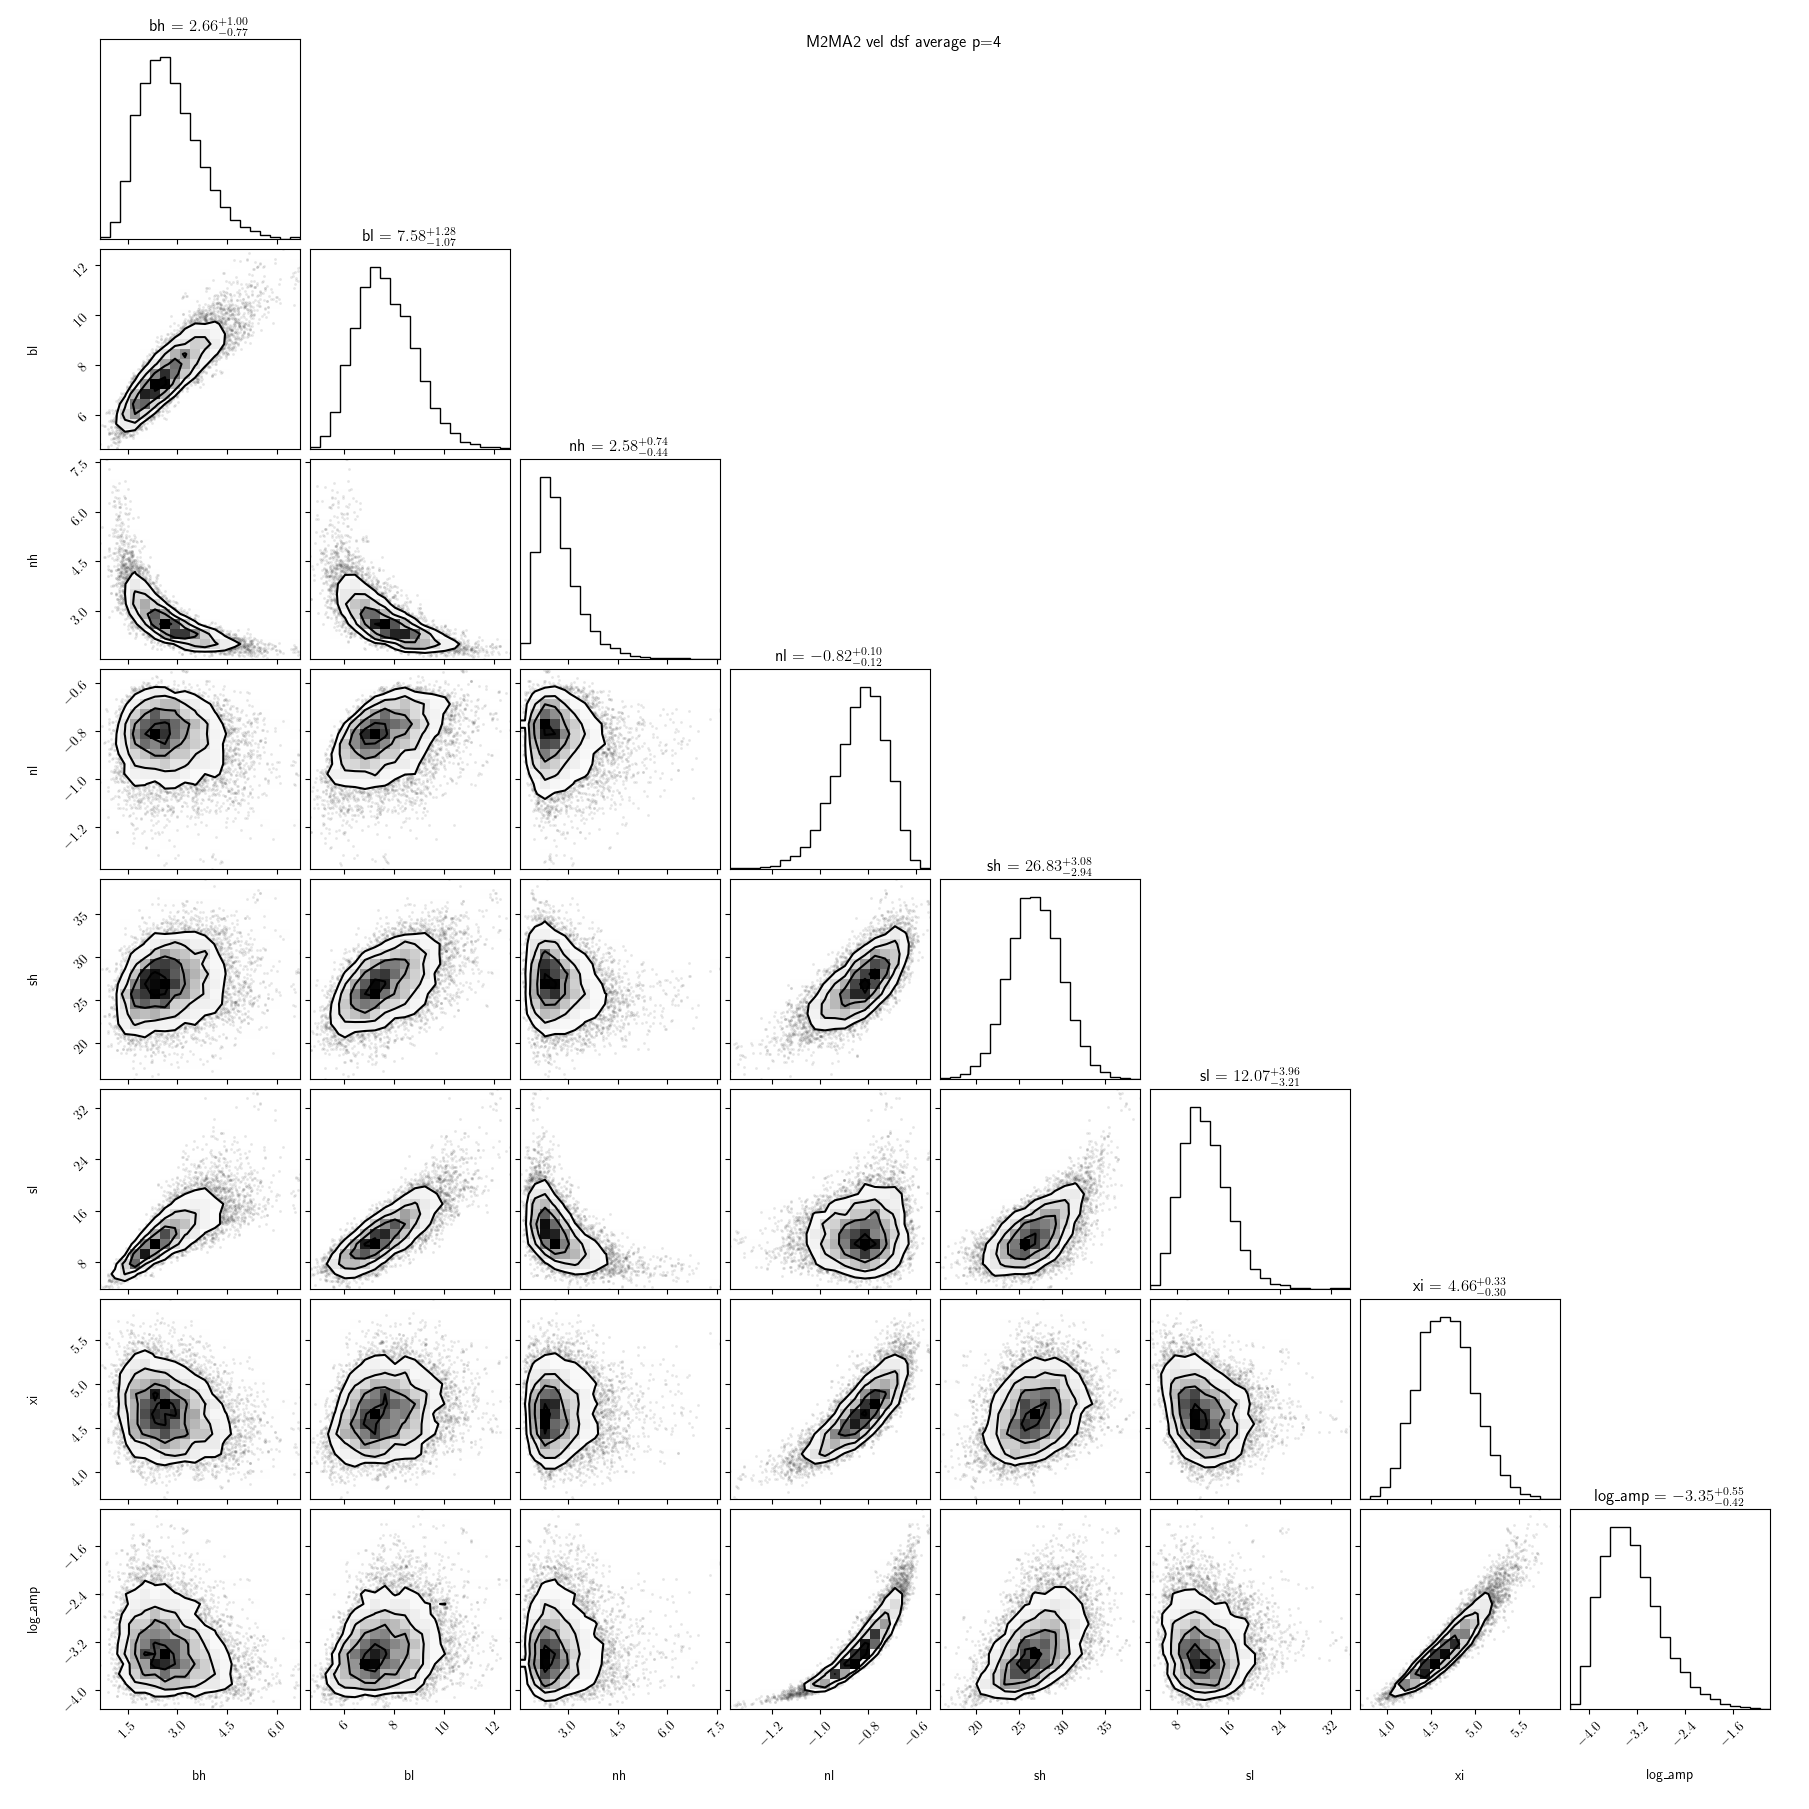 bh = 2.66^{+1.00}_{-0.77}
M2MA2 vel dsf average p=4
bl = 7.58^{+1.28}_{-1.07}
12
10
8
6
bl
nh = 2.58^{+0.74}_{-0.44}
7.5
6.0
4.5
3.0
nh
nl = −0.82^{+0.10}_{-0.12}
−0.6
−0.8
−1.0
−1.2
nl
sh = 26.83^{+3.08}_{-2.94}
35
30
25
20
sh
sl = 12.07^{+3.96}_{-3.21}
32
24
16
8
sl
xi = 4.66^{+0.33}_{-0.30}
5.5
5.0
4.5
4.0
xi
log_amp = −3.35^{+0.55}_{-0.42}
−1.6
−2.4
−3.2
−4.0
log_amp
1.5 3.0 4.5 6.0 6 8 10 12 3.0 4.5 6.0 7.5 −1.2 −1.0 −0.8 −0.6 20 25 30 35 8 16 24 32 4.0 4.5 5.0 5.5 −4.0 −3.2 −2.4 −1.6
bh bl nh nl sh sl xi log_amp